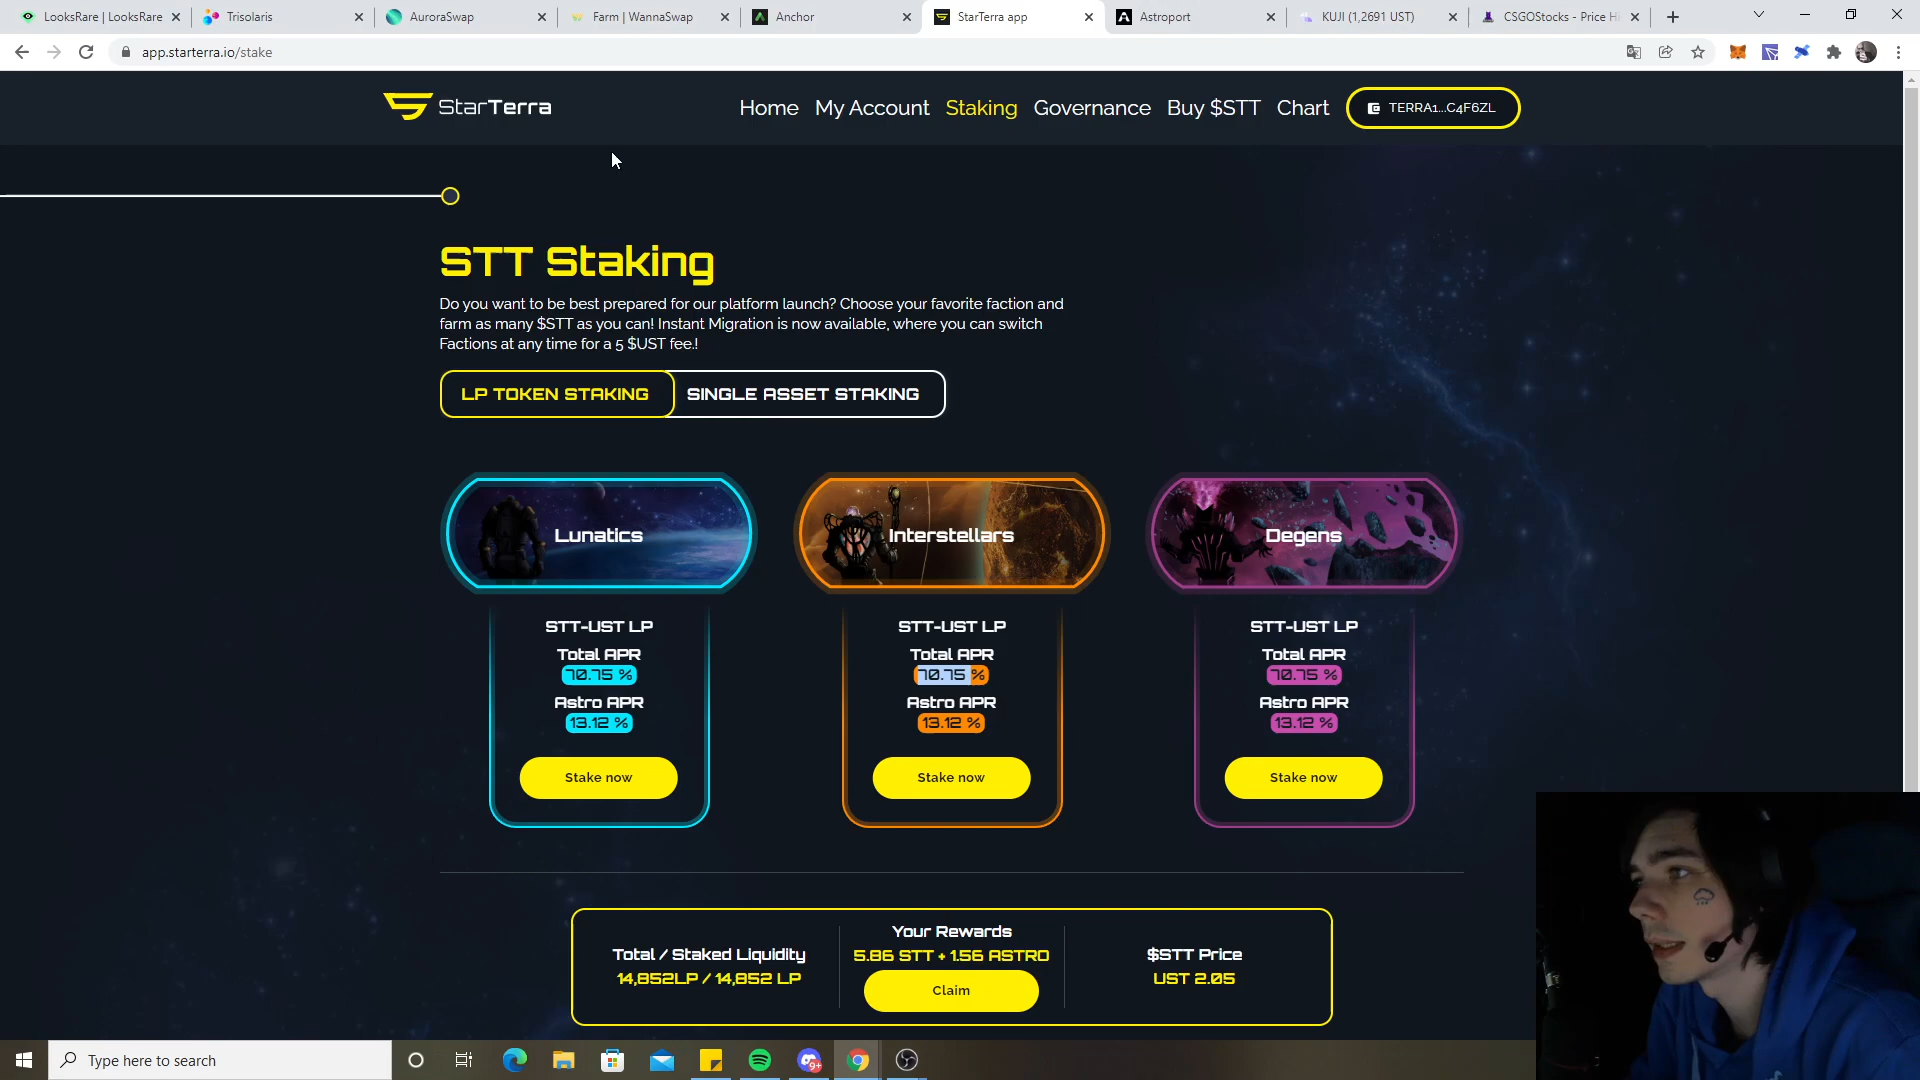 LooksRare | LooksRare
Trisolaris
AuroraSwap
Farm | WannaSwap
Anchor
StarTerra app
Astroport
KUJI (1,2691 UST)
CSGOStocks - Price Hi
app.starterra.io/stake
StarTerra
Home
My Account
Staking
Governance
Buy $STT
Chart
TERRA1...C4F6ZL
STT Staking
Do you want to be best prepared for our platform launch? Choose your favorite faction and
farm as many $STT as you can! Instant Migration is now available, where you can switch
Factions at any time for a 5 $UST fee.!
LP TOKEN STAKING
SINGLE ASSET STAKING
Lunatics
Interstellars
Degens
STT-UST LP
STT-UST LP
STT-UST LP
Total APR
Total APR
Total APR
70.75 %
70.75 %
70.75 %
Astro APR
Astro APR
Astro APR
13.12 %
13.12 %
13.12 %
Stake now
Stake now
Stake now
Total / Staked Liquidity
14,852LP / 14,852 LP
Your Rewards
5.86 STT + 1.56 ASTRO
Claim
$STT Price
UST 2.05
Type here to search
9+